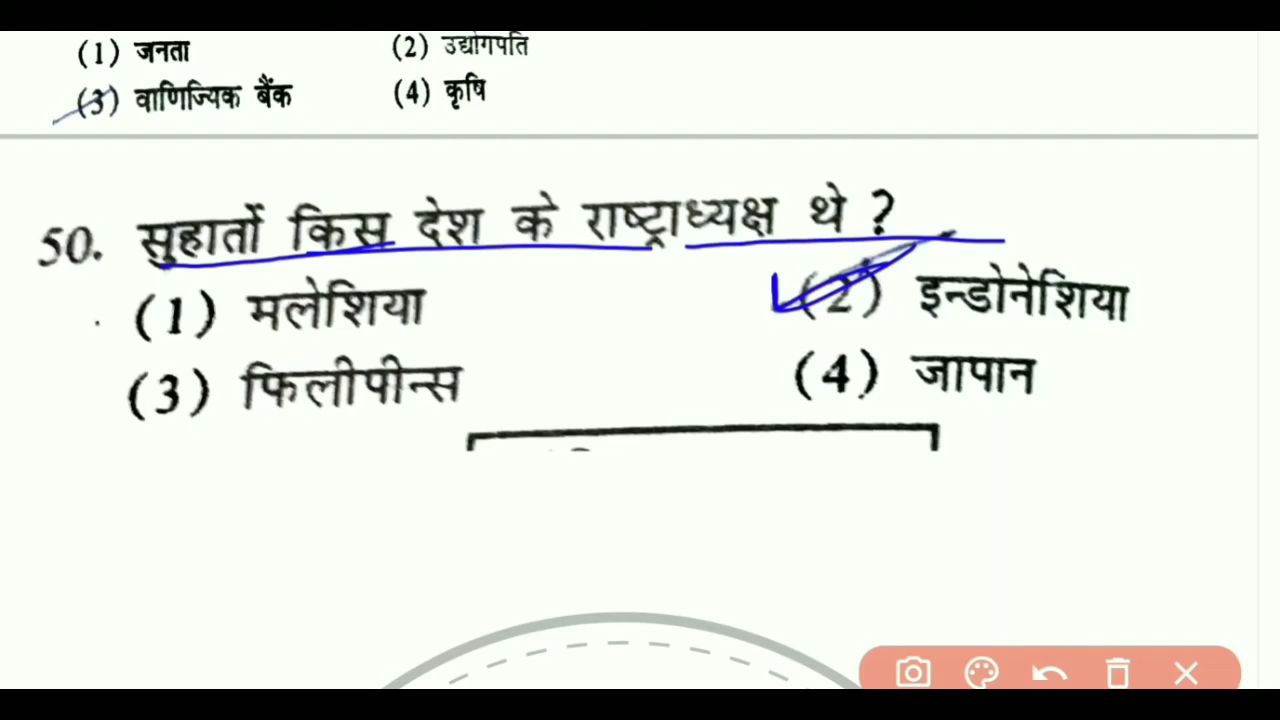 (1) जनता (2) उद्योगपति
(3) वाणिज्यिक बैंक (4) कृषि
50. सुहार्तो किस देश के राष्ट्राध्यक्ष थे ?
(1) मलेशिया (2) इन्डोनेशिया
(3) फिलीपीन्स (4) जापान